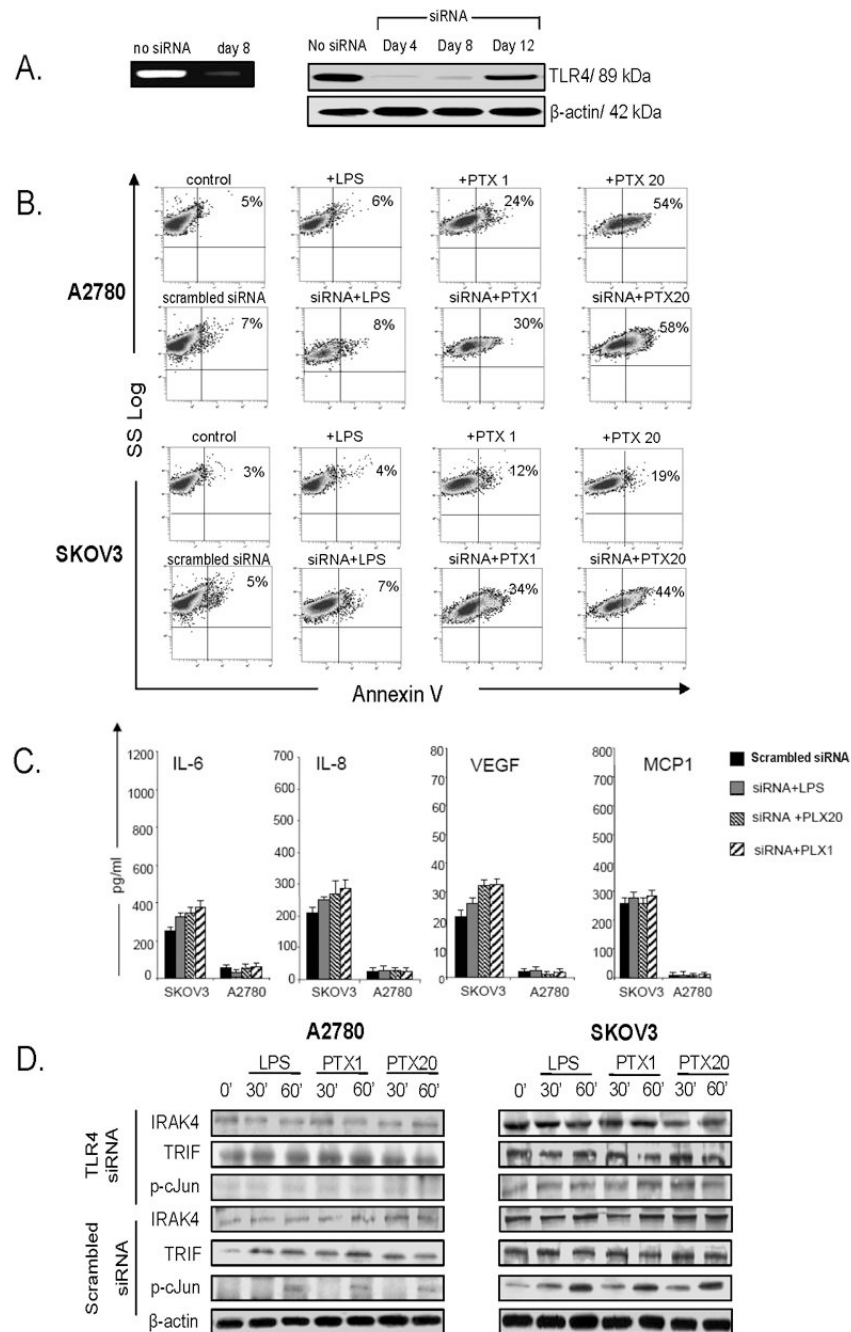 A.
no siRNA day 8
siRNA
No siRNA Day 4 Day 8 Day 12
TLR4/ 89 kDa
β-actin/ 42 kDa
B.
A2780
SKOV3
SS Log
Annexin V
control +LPS +PTX 1 +PTX 20
5% 6% 24% 54%
scrambled siRNA siRNA+LPS siRNA+PTX1 siRNA+PTX20
7% 8% 30% 58%
control +LPS +PTX 1 +PTX 20
3% 4% 12% 19%
scrambled siRNA siRNA+LPS siRNA+PTX1 siRNA+PTX20
5% 7% 34% 44%
C.
pg/ml
IL-6
1200
1000
800
600
400
200
0
SKOV3 A2780
IL-8
700
600
500
400
300
200
100
0
SKOV3 A2780
VEGF
80
70
60
50
40
30
20
10
0
SKOV3 A2780
MCP1
800
700
600
500
400
300
200
100
0
SKOV3 A2780
Scrambled siRNA
siRNA+LPS
siRNA +PLX20
siRNA+PLX1
D.
A2780 SKOV3
LPS PTX1 PTX20
0' 30' 60' 30' 60' 30' 60'
LPS PTX1 PTX20
0' 30' 60' 30' 60' 30' 60'
TLR4
siRNA
IRAK4
TRIF
p-cJun
Scrambled
siRNA
IRAK4
TRIF
p-cJun
β-actin